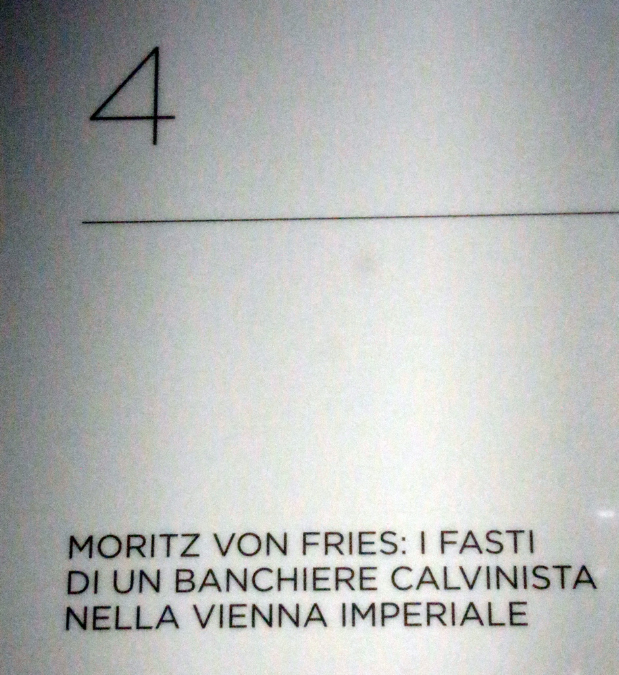 4
MORITZ VON FRIES: I FASTI
DI UN BANCHIERE CALVINISTA
NELLA VIENNA IMPERIALE